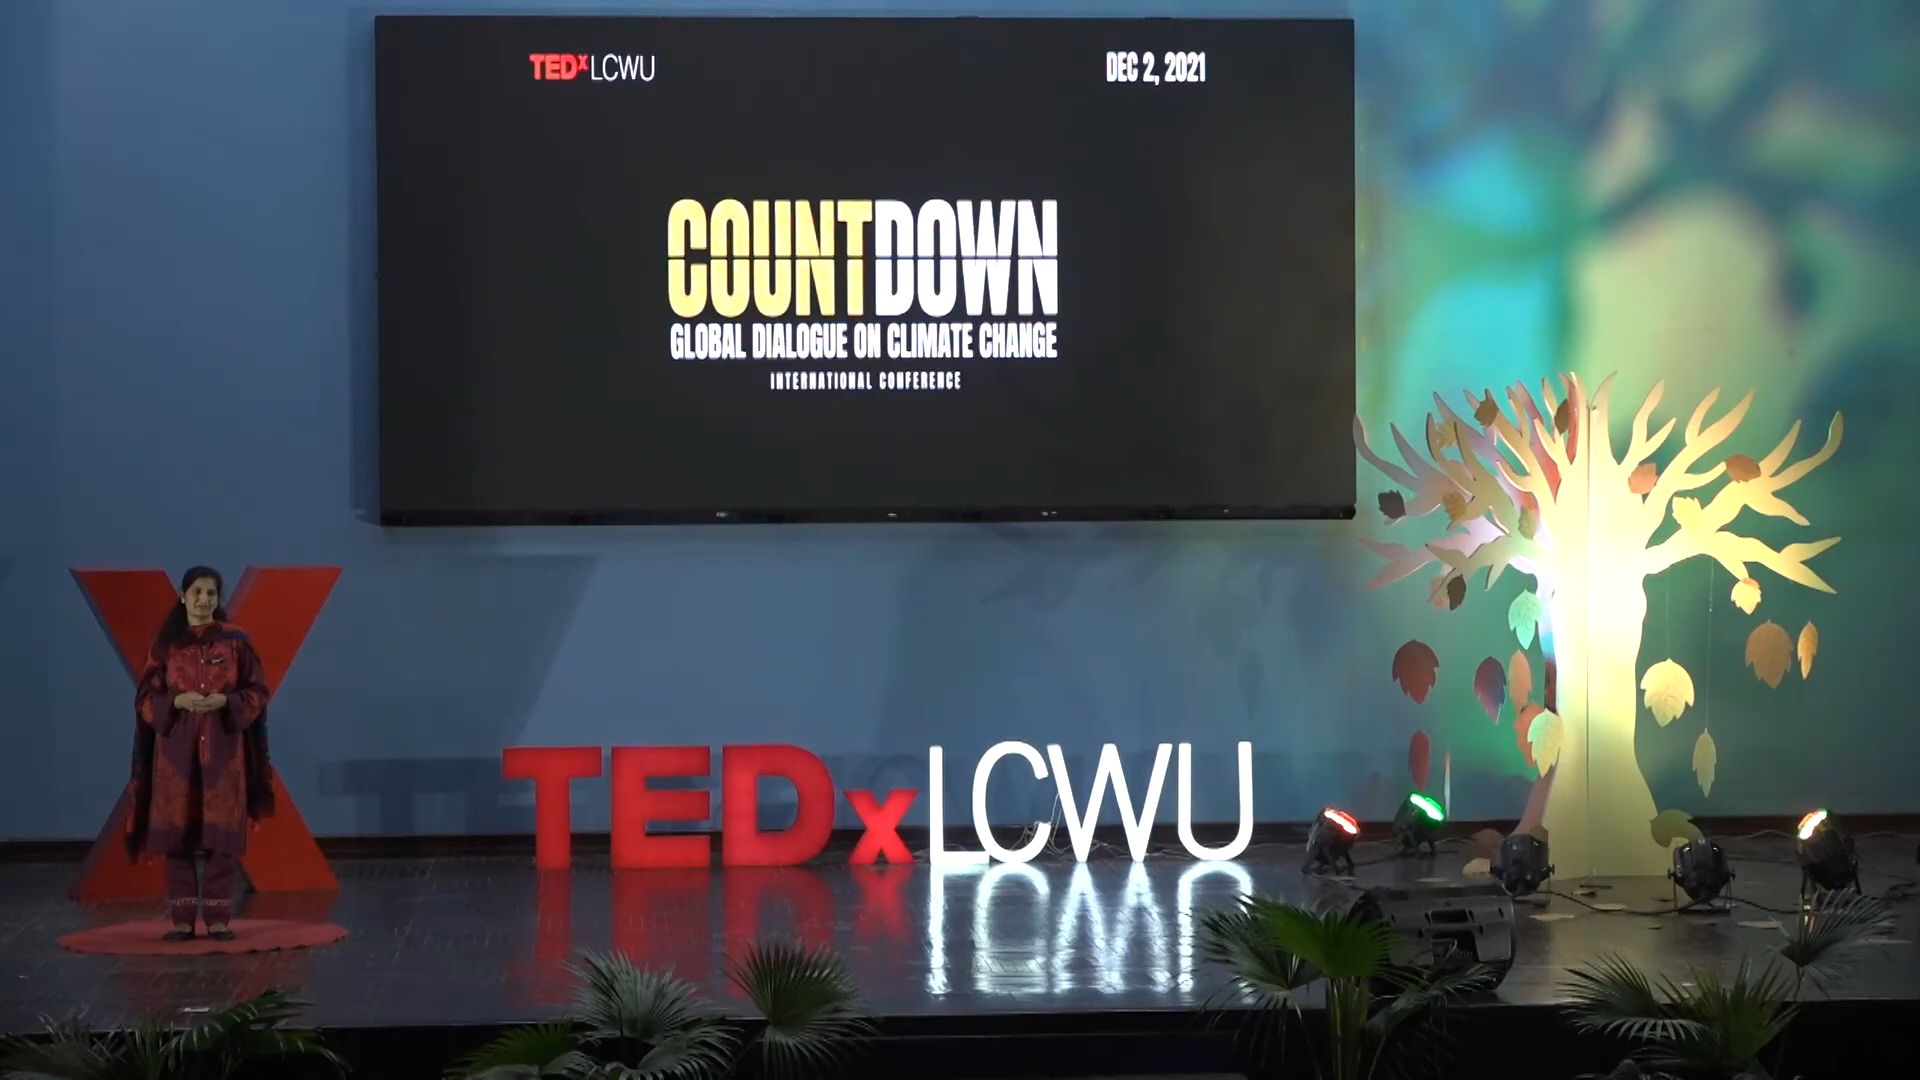 TEDxLCWU
DEC 2, 2021
COUNTDOWN
GLOBAL DIALOGUE ON CLIMATE CHANGE
INTERNATIONAL CONFERENCE
X
TEDxLCWU